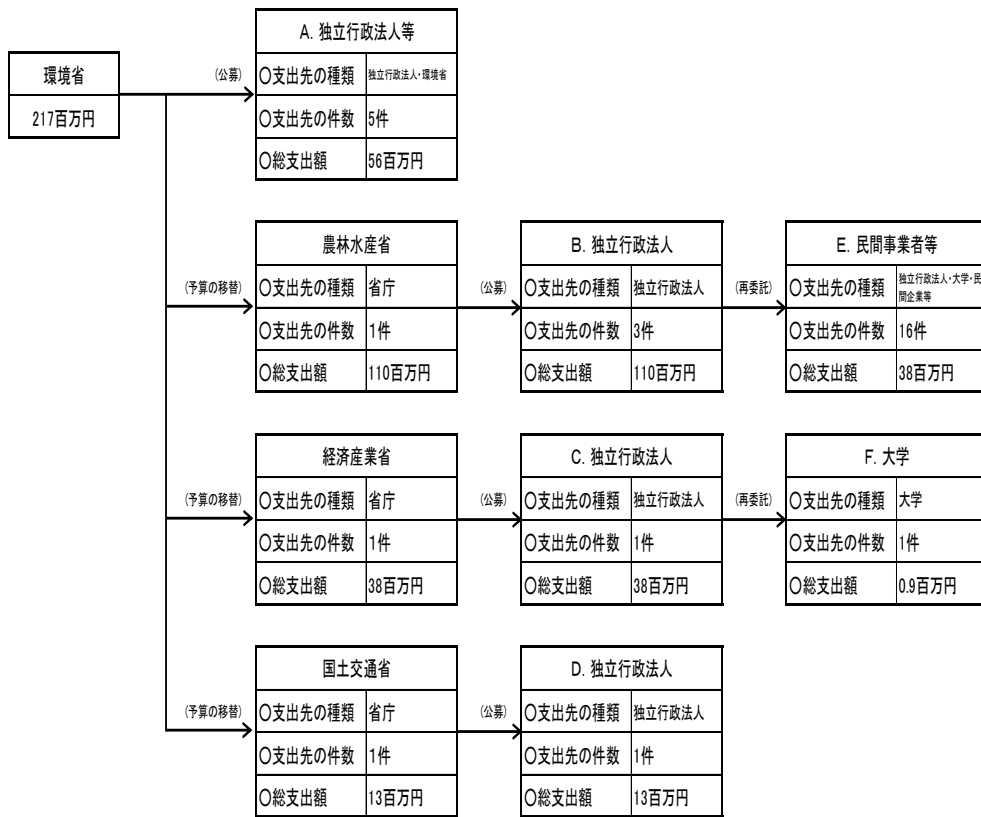 A. 独立行政法人等
環境省
217百万円
(公募)
○支出先の種類 独立行政法人・環境省
○支出先の件数 5件
○総支出額 56百万円
農林水産省
(予算の移替)
○支出先の種類 省庁
○支出先の件数 1件
○総支出額 110百万円
(公募)
B. 独立行政法人
○支出先の種類 独立行政法人
○支出先の件数 3件
○総支出額 110百万円
(再委託)
E. 民間事業者等
○支出先の種類 独立行政法人・大学・民
間企業等
○支出先の件数 16件
○総支出額 38百万円
経済産業省
(予算の移替)
○支出先の種類 省庁
○支出先の件数 1件
○総支出額 38百万円
(公募)
C. 独立行政法人
○支出先の種類 独立行政法人
○支出先の件数 1件
○総支出額 38百万円
(再委託)
F. 大学
○支出先の種類 大学
○支出先の件数 1件
○総支出額 0.9百万円
国土交通省
(予算の移替)
○支出先の種類 省庁
○支出先の件数 1件
○総支出額 13百万円
(公募)
D. 独立行政法人
○支出先の種類 独立行政法人
○支出先の件数 1件
○総支出額 13百万円